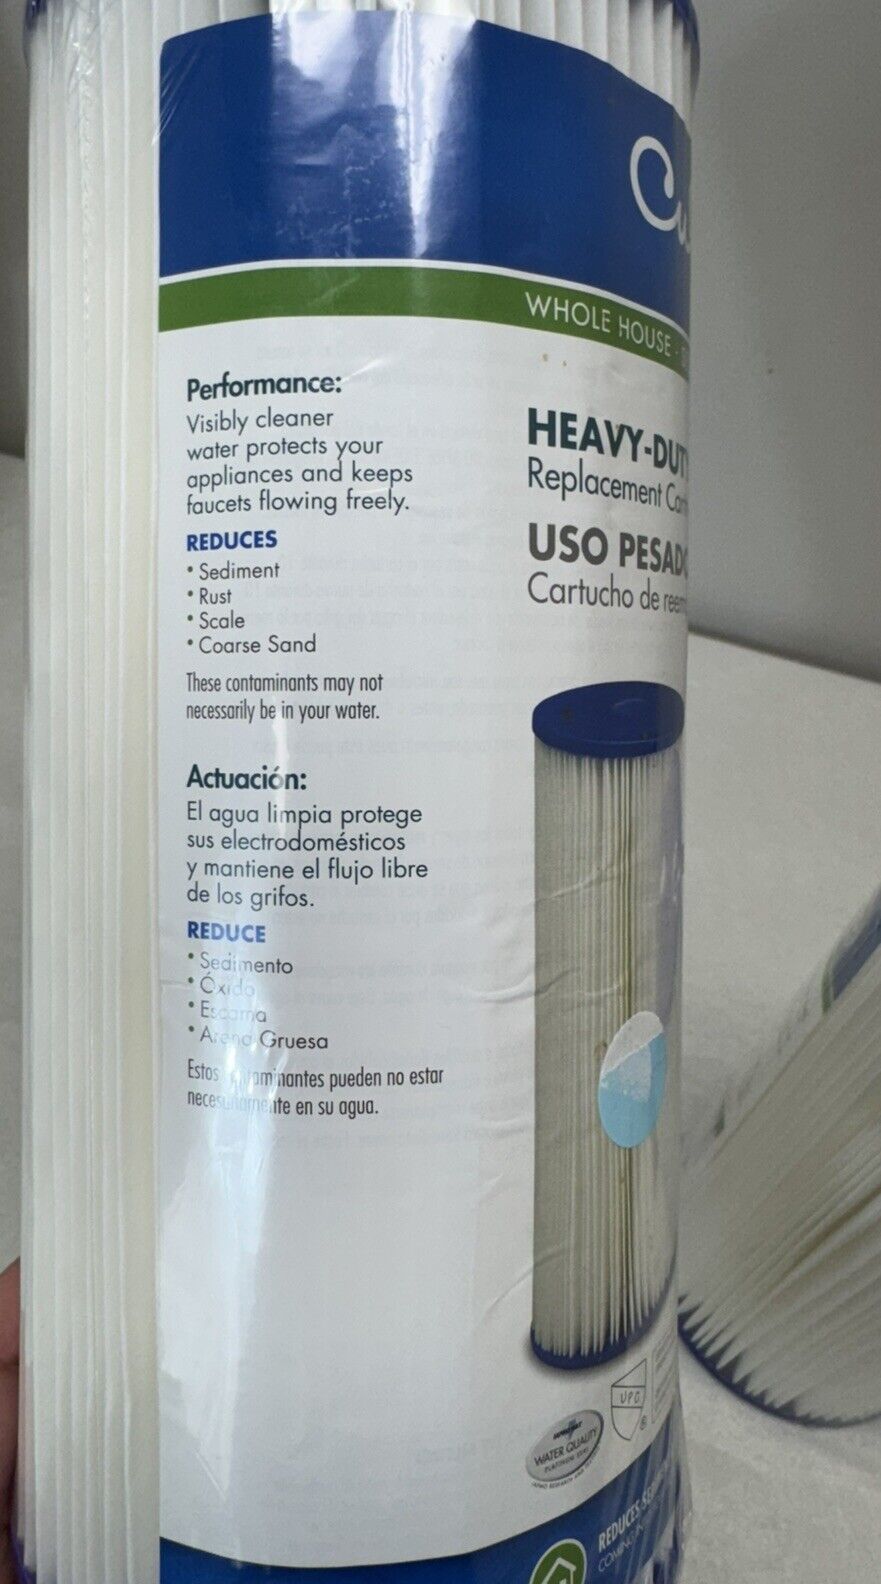 Cu
WHOLE HOUSE
Performance:
Visibly cleaner
water protects your
appliances and keeps
faucets flowing freely.
REDUCES
• Sediment
• Rust
• Scale
• Coarse Sand
These contaminants may not
necessarily be in your water.
Actuación:
El agua limpia protege
sus electrodomésticos
y mantiene el flujo libre
de los grifos.
REDUCE
• Sedimento
• Óxido
• Escama
• Arena Gruesa
Estos contaminantes pueden no estar
necesariamente en su agua.
HEAVY-DUT
Replacement Car
USO PESADO
Cartucho de reem
UPC
®
WATER QUALITY
REDUCES
COMING